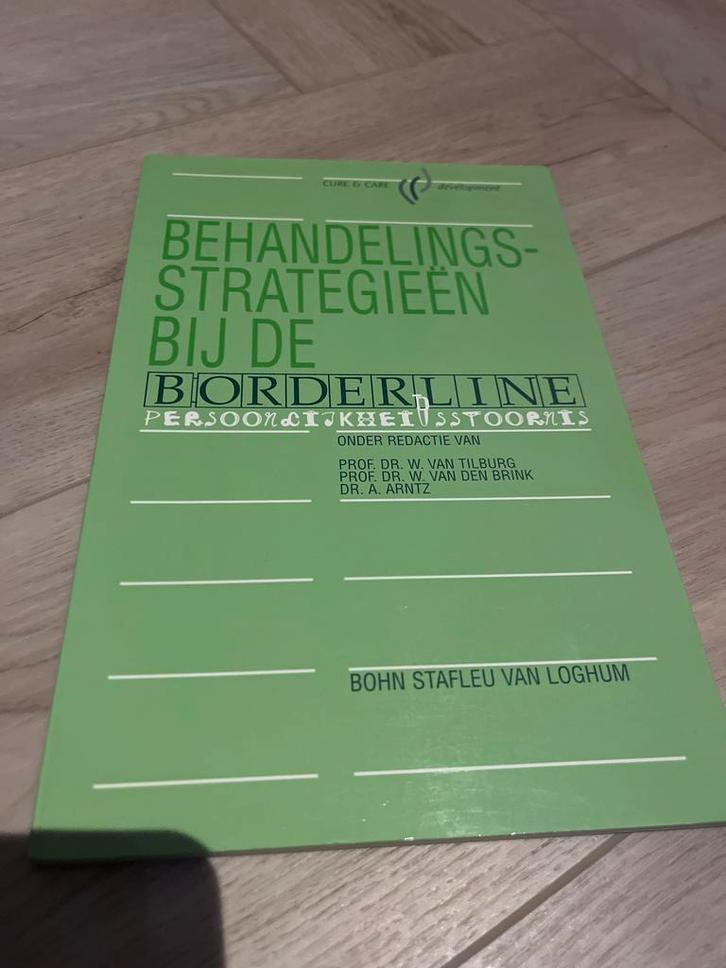 CURE & CARE development
BEHANDELINGS-
STRATEGIEËN
BIJ DE
BORDERLINE
PERSOONLIJKHEIDSSTOORNIS
ONDER REDACTIE VAN
PROF. DR. W. VAN TILBURG
PROF. DR. W. VAN DEN BRINK
DR. A. ARNTZ
BOHN STAFLEU VAN LOGHUM